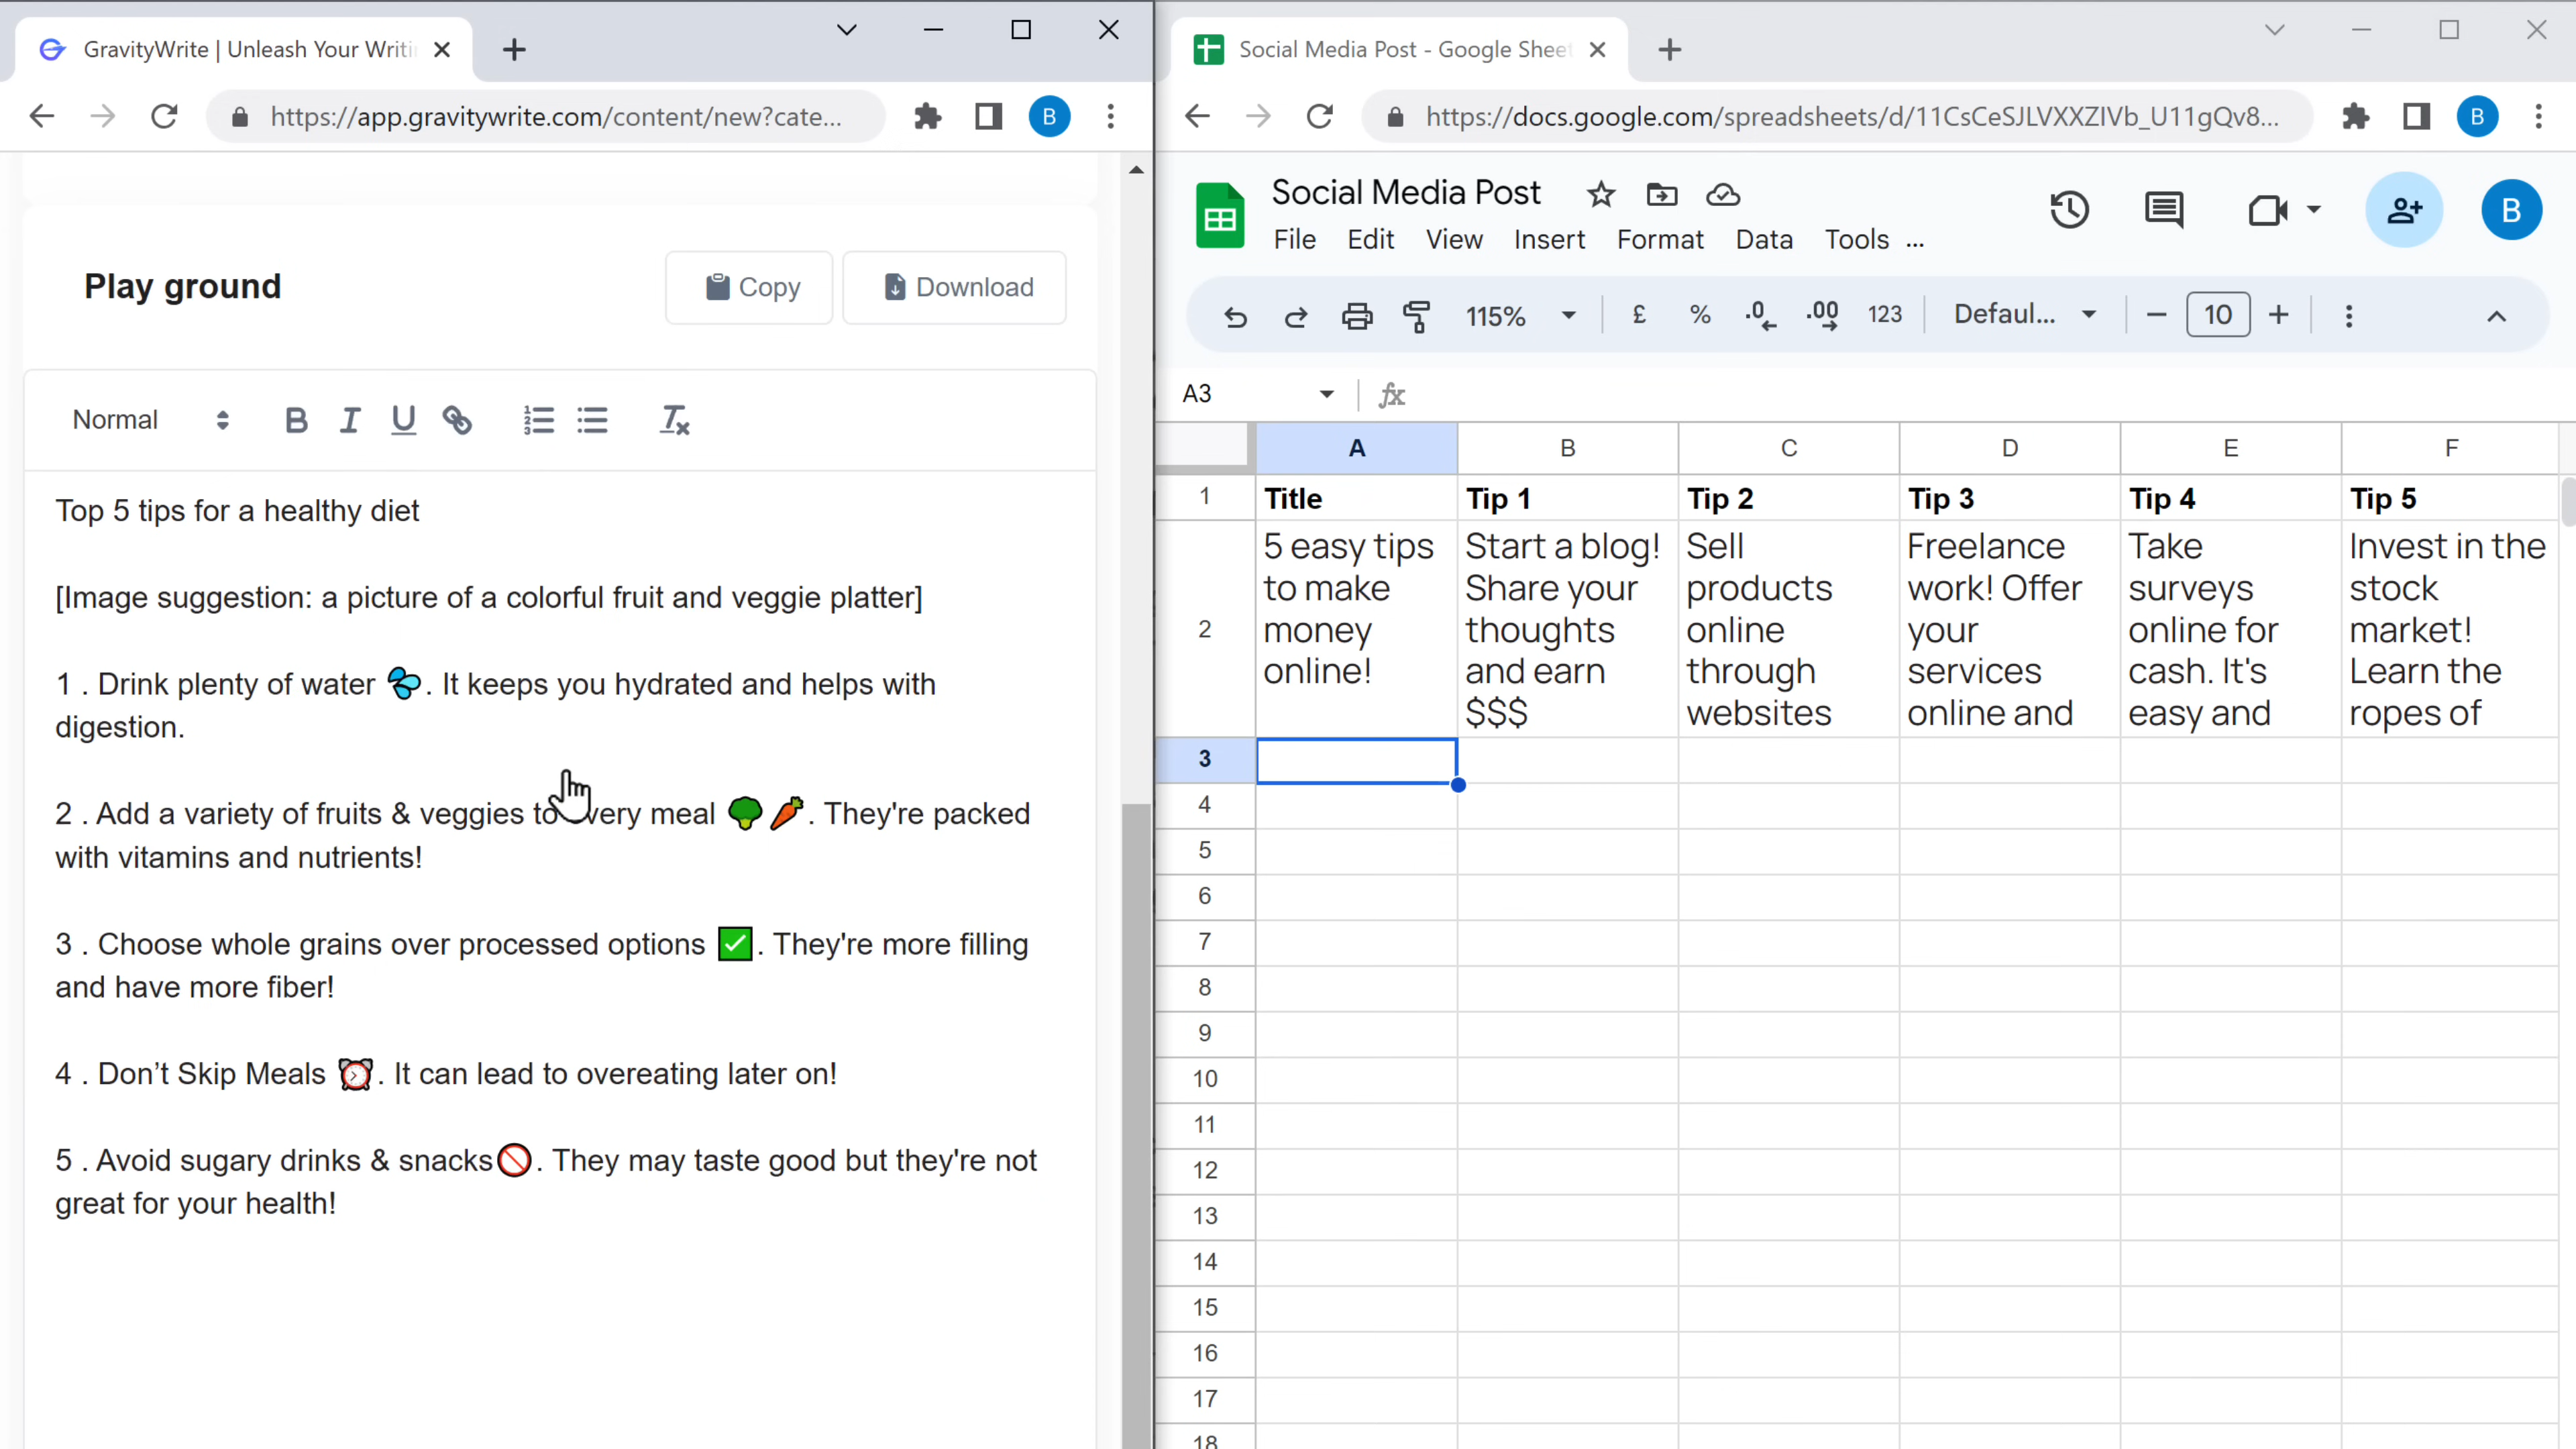 GravityWrite | Unleash Your Writi
https://app.gravitywrite.com/content/new?cate...
B
Play ground
Copy
Download
Normal
Top 5 tips for a healthy diet
[Image suggestion: a picture of a colorful fruit and veggie platter]
1 . Drink plenty of water 💦. It keeps you hydrated and helps with
digestion.
2 . Add a variety of fruits & veggies to very meal 🥦🥕. They're packed
with vitamins and nutrients!
3 . Choose whole grains over processed options ✅. They're more filling
and have more fiber!
4 . Don’t Skip Meals ⏰. It can lead to overeating later on!
5 . Avoid sugary drinks & snacks🚫. They may taste good but they're not
great for your health!
Social Media Post - Google Sheet
https://docs.google.com/spreadsheets/d/11CsCeSJLVXXZIVb_U11gQv8...
B
Social Media Post
File Edit View Insert Format Data Tools ...
B
115% £ % .0 .00 123 Defaul... − 10 +
A3 fx
A B C D E F
1 Title Tip 1 Tip 2 Tip 3 Tip 4 Tip 5
2
5 easy tips
to make
money
online!
Start a blog!
Share your
thoughts
and earn
$$$
Sell
products
online
through
websites
Freelance
work! Offer
your
services
online and
Take
surveys
online for
cash. It's
easy and
Invest in the
stock
market!
Learn the
ropes of
3
4
5
6
7
8
9
10
11
12
13
14
15
16
17
18